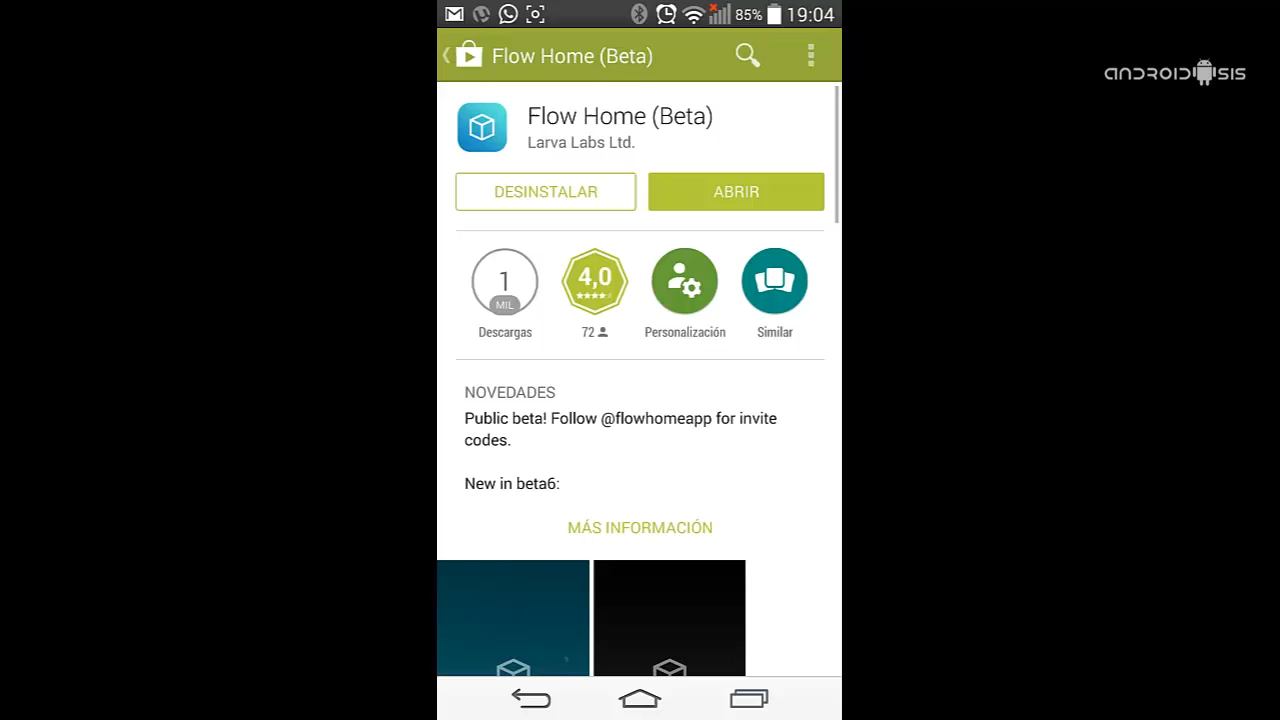 85% 19:04
Flow Home (Beta)
ANDROIDSIS
Flow Home (Beta)
Larva Labs Ltd.
DESINSTALAR ABRIR
1 4,0
MIL
Descargas 72 Personalización Similar
NOVEDADES
Public beta! Follow @flowhomeapp for invite
codes.
New in beta6:
MÁS INFORMACIÓN